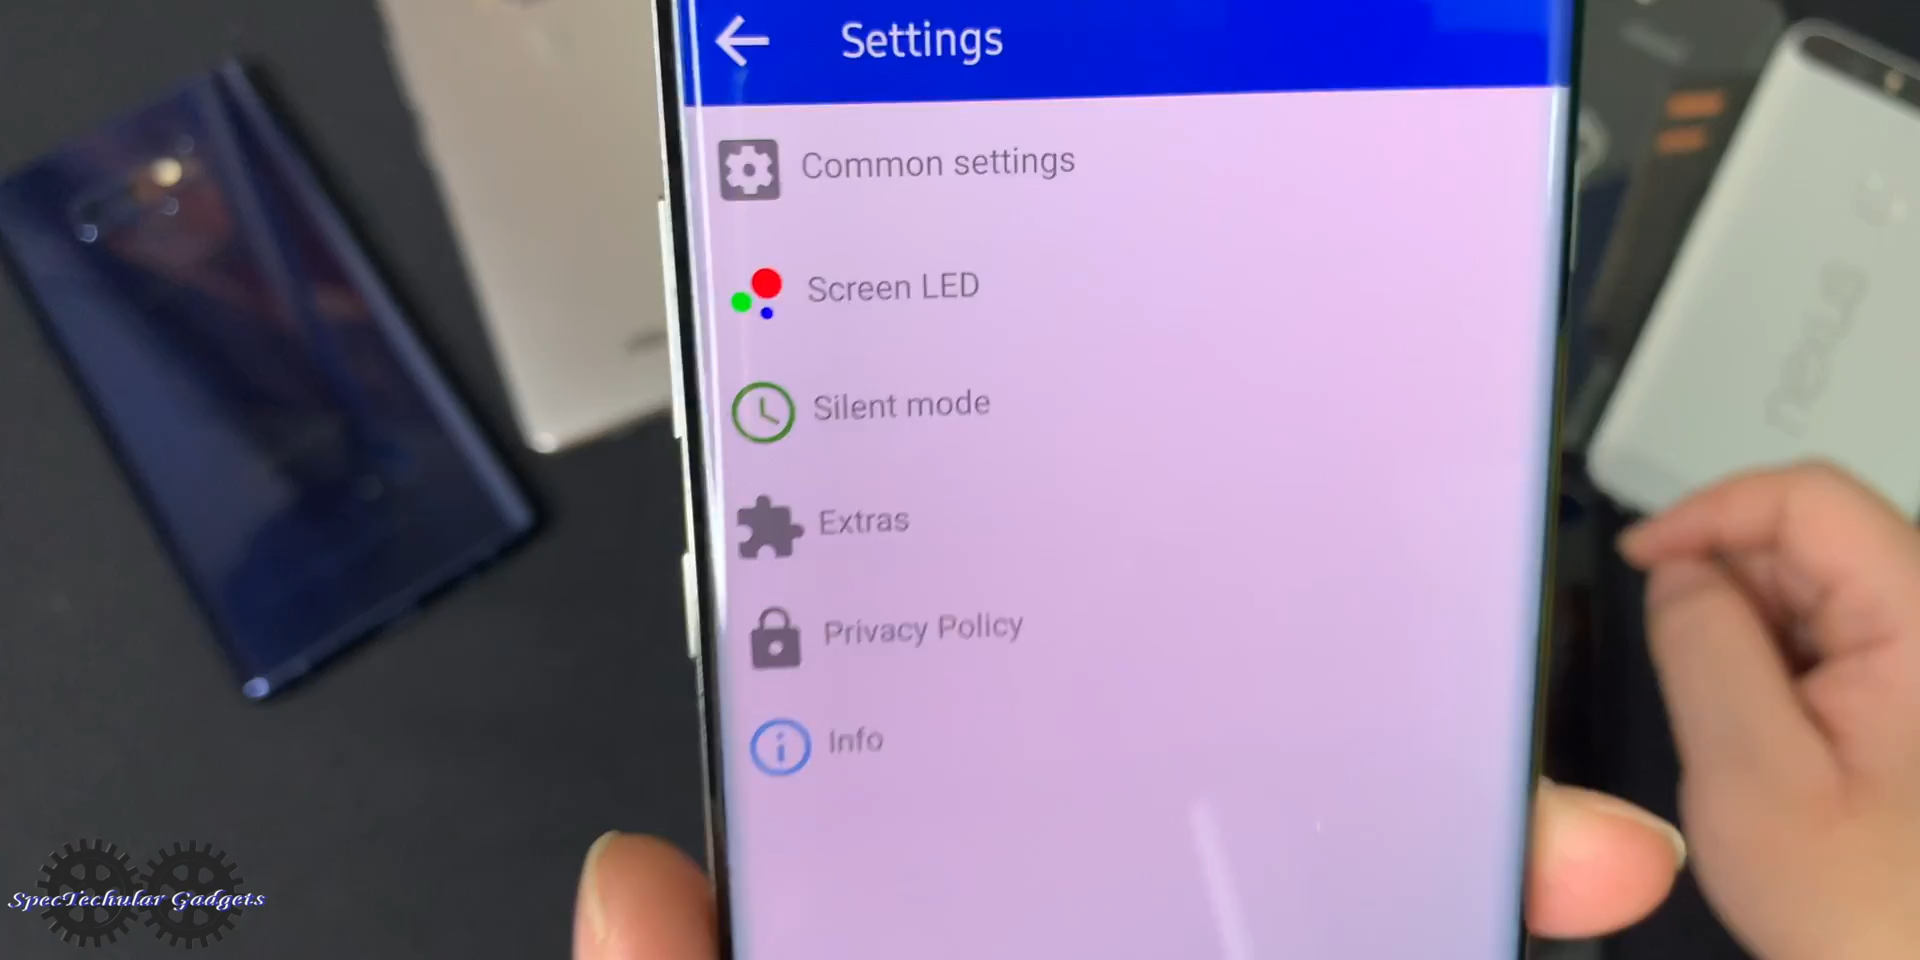 Settings
Common settings
Screen LED
Silent mode
Extras
Privacy Policy
Info
SpecTechular Gadgets